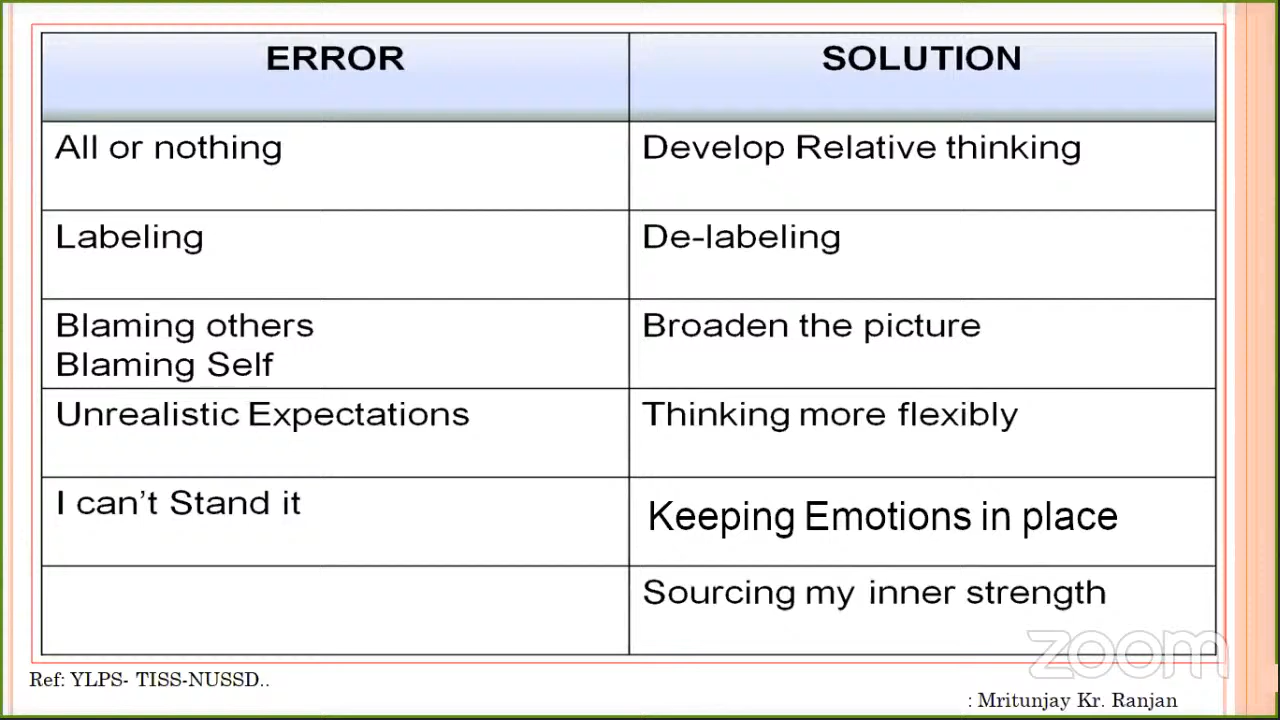 ERROR SOLUTION
All or nothing Develop Relative thinking
Labeling De-labeling
Blaming others Broaden the picture
Blaming Self
Unrealistic Expectations Thinking more flexibly
I can't Stand it Keeping Emotions in place
Sourcing my inner strength
zoom
Ref: YLPS- TISS-NUSSD..
: Mritunjay Kr. Ranjan